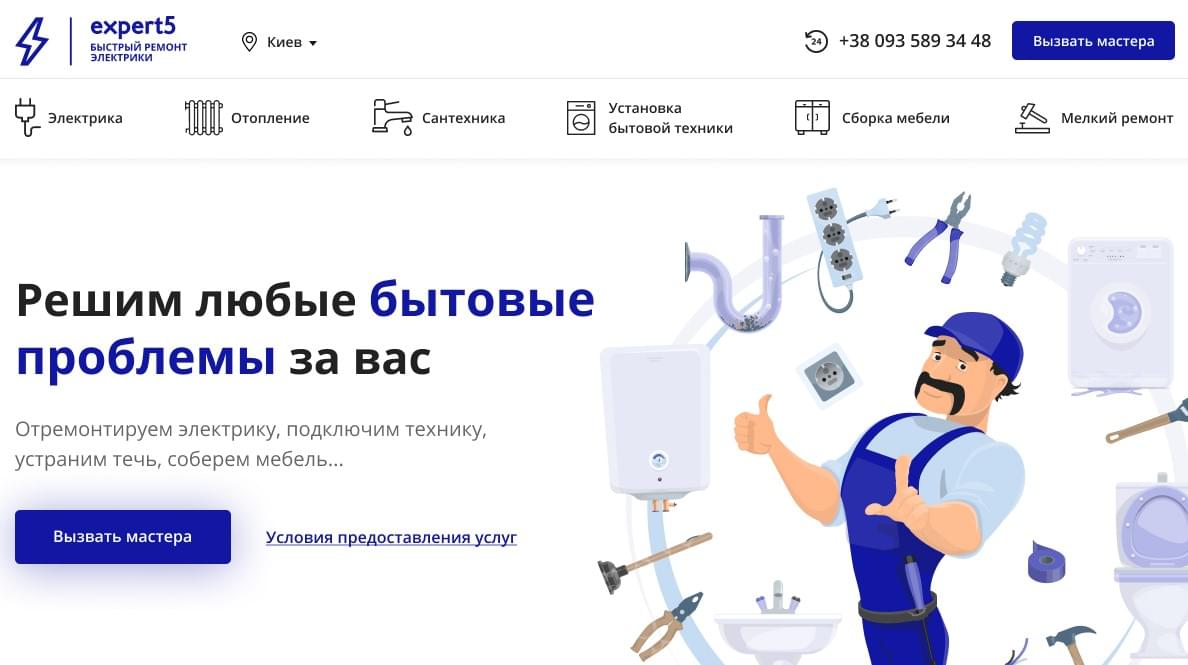 expert5
БЫСТРЫЙ РЕМОНТ
ЭЛЕКТРИКИ
Киев
24
+38 093 589 34 48
Вызвать мастера
Электрика
Отопление
Сантехника
Установка
бытовой техники
Сборка мебели
Мелкий ремонт
Решим любые бытовые
проблемы за вас
Отремонтируем электрику, подключим технику,
устраним течь, соберем мебель...
Вызвать мастера
Условия предоставления услуг